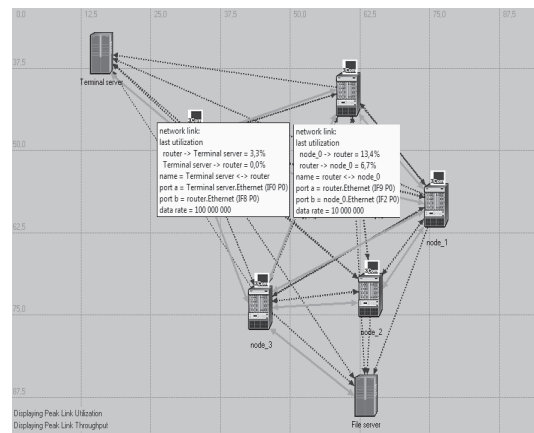 0,0 12,5 25,0 37,5 50,0 62,5 75,0 87,5
37,5
Terminal server
3Com
3Com
network link:
last utilization
router -> Terminal server = 3,3%
Terminal server -> router = 0,0%
name = Terminal server <-> router
port a = Terminal server.Ethernet (IF0 P0)
port b = router.Ethernet (IF8 P0)
data rate = 100 000 000
network link:
last utilization
node_0 -> router = 13,4%
router -> node_0 = 6,7%
name = router <-> node_0
port a = router.Ethernet (IF9 P0)
port b = node_0.Ethernet (IF2 P0)
data rate = 10 000 000
50,0
3Com
node_1
62,5
3Com
3Com
75,0
node_2
node_3
87,5
Displaying Peak Link Utilization
Displaying Peak Link Throughput
File server